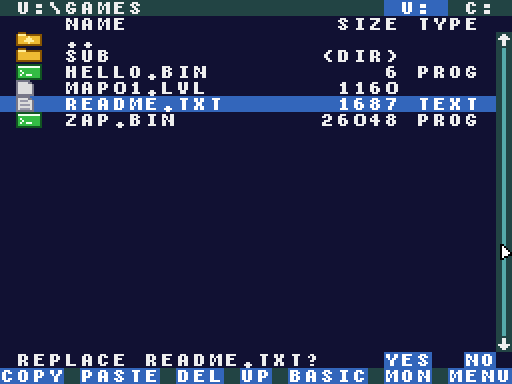 V:\GAMES V: C:
NAME SIZE TYPE
..
SUB <DIR>
HELLO.BIN 6 PROG
MAP01.LVL 1160
README.TXT 1687 TEXT
ZAP.BIN 26048 PROG
REPLACE README.TXT? YES NO
COPY PASTE DEL UP BASIC MON MENU